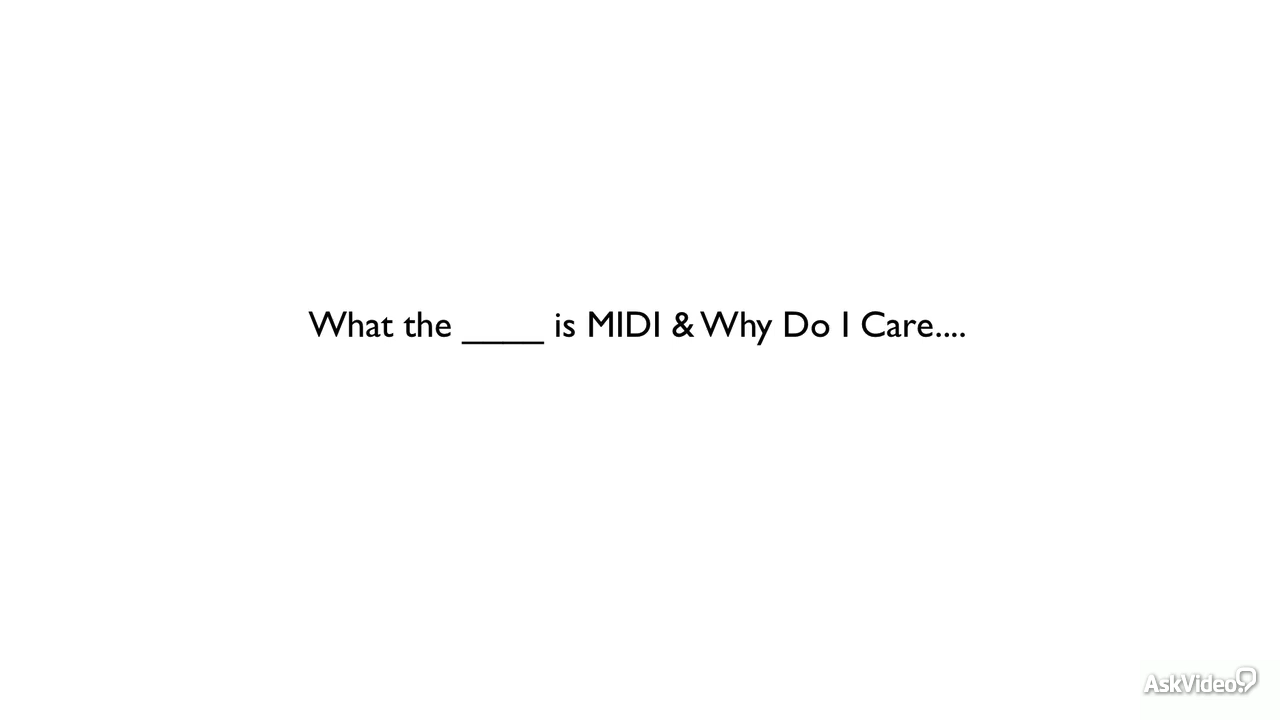 What the ____ is MIDI & Why Do I Care....
AskVideo